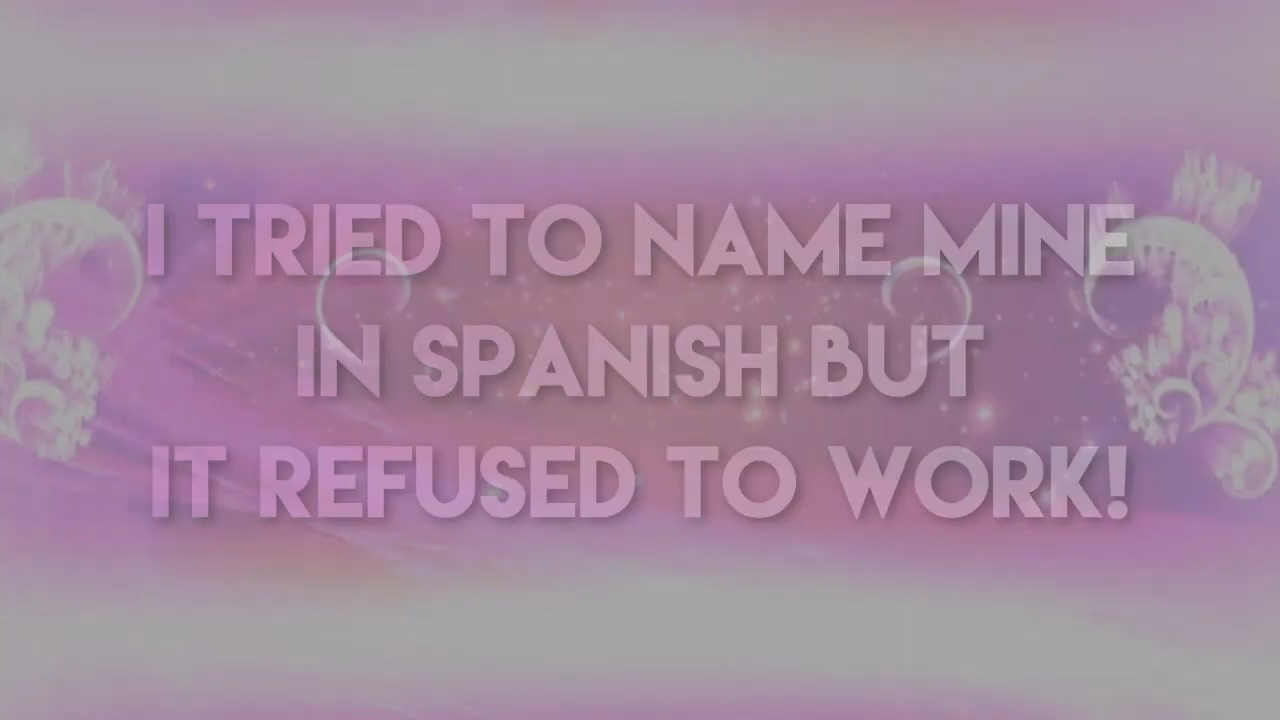 I TRIED TO NAME MINE
IN SPANISH BUT
IT REFUSED TO WORK!